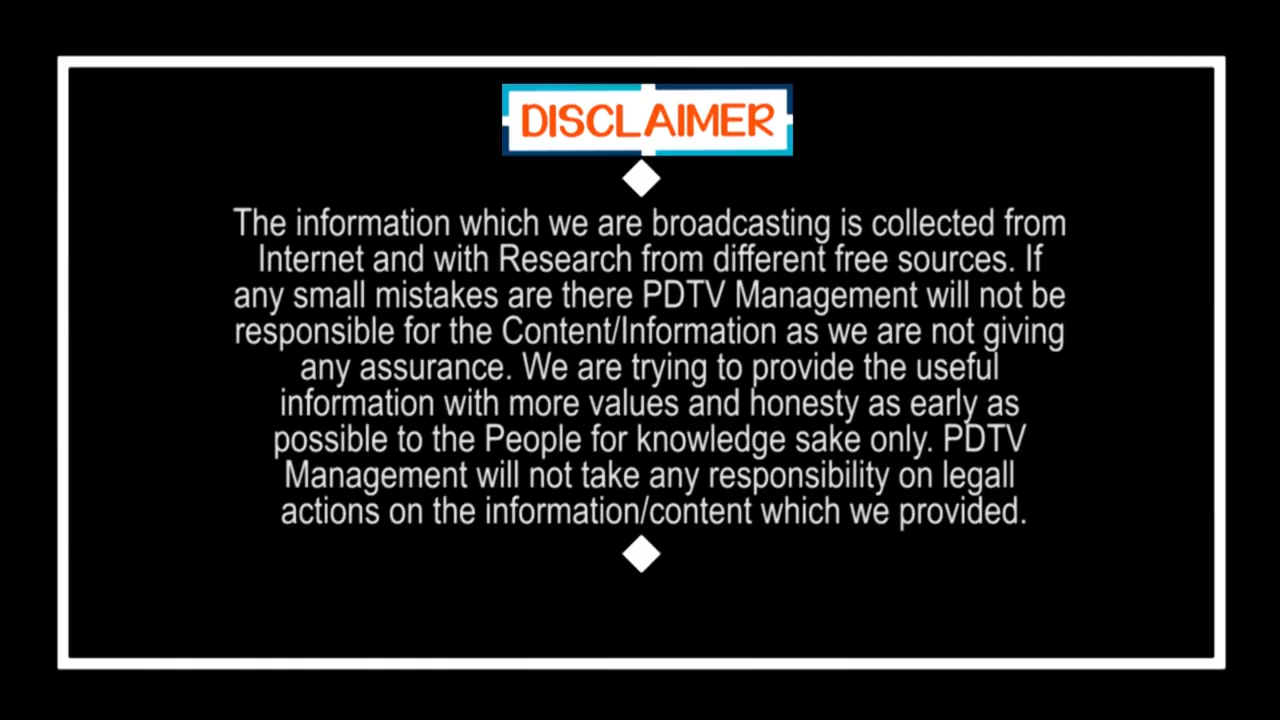 DISCLAIMER
The information which we are broadcasting is collected from
Internet and with Research from different free sources. If
any small mistakes are there PDTV Management will not be
responsible for the Content/Information as we are not giving
any assurance. We are trying to provide the useful
information with more values and honesty as early as
possible to the People for knowledge sake only. PDTV
Management will not take any responsibility on legall
actions on the information/content which we provided.